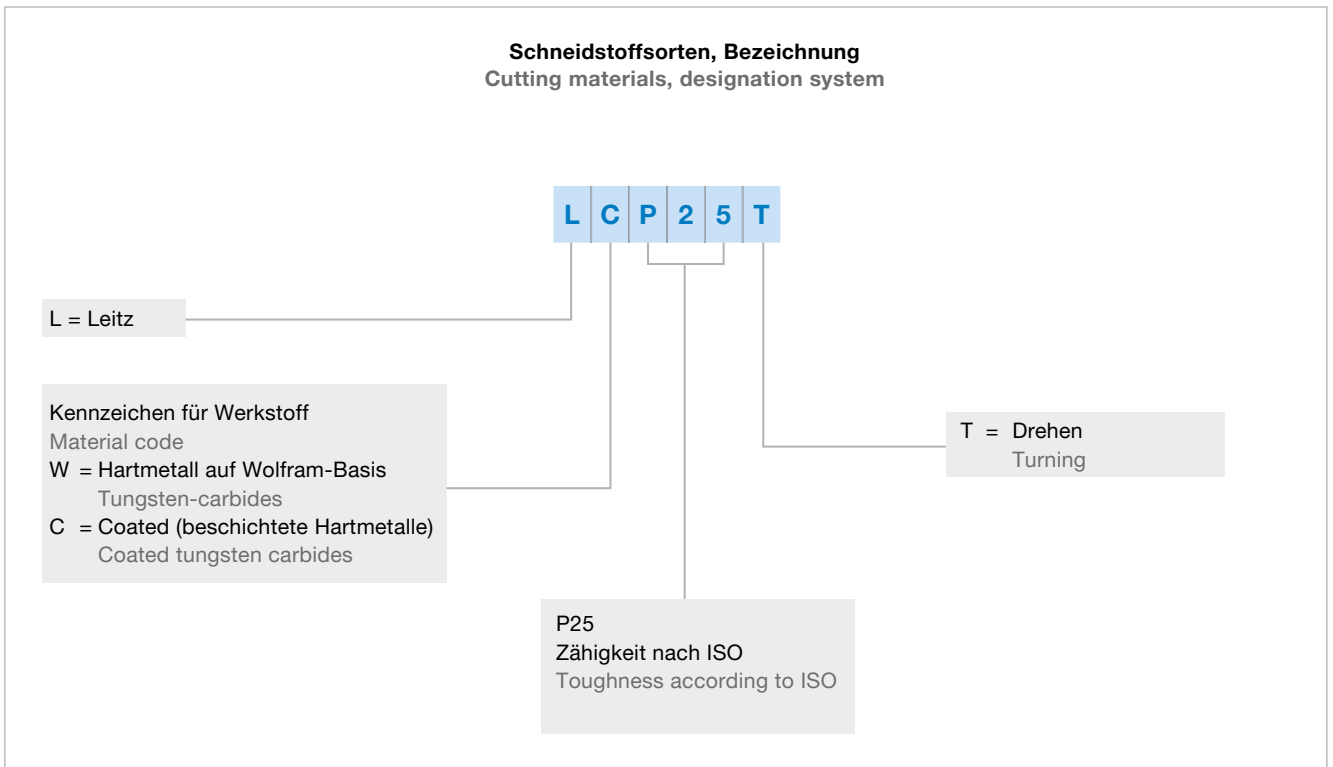 Schneidstoffsorten, Bezeichnung
Cutting materials, designation system
L C P 2 5 T
L = Leitz
Kennzeichen für Werkstoff
Material code
W = Hartmetall auf Wolfram-Basis
Tungsten-carbides
C = Coated (beschichtete Hartmetalle)
Coated tungsten carbides
T = Drehen
Turning
P25
Zähigkeit nach ISO
Toughness according to ISO